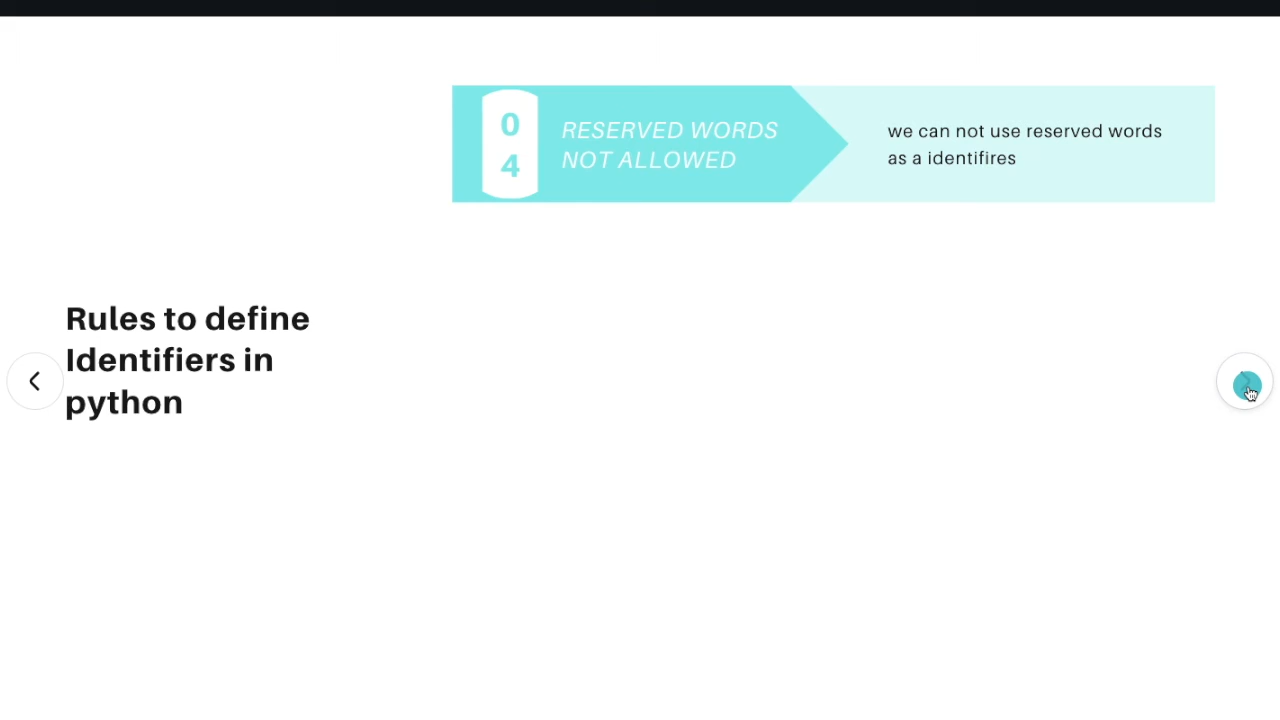 0
4
RESERVED WORDS
NOT ALLOWED
we can not use reserved words
as a identifires
Rules to define
Identifiers in
python